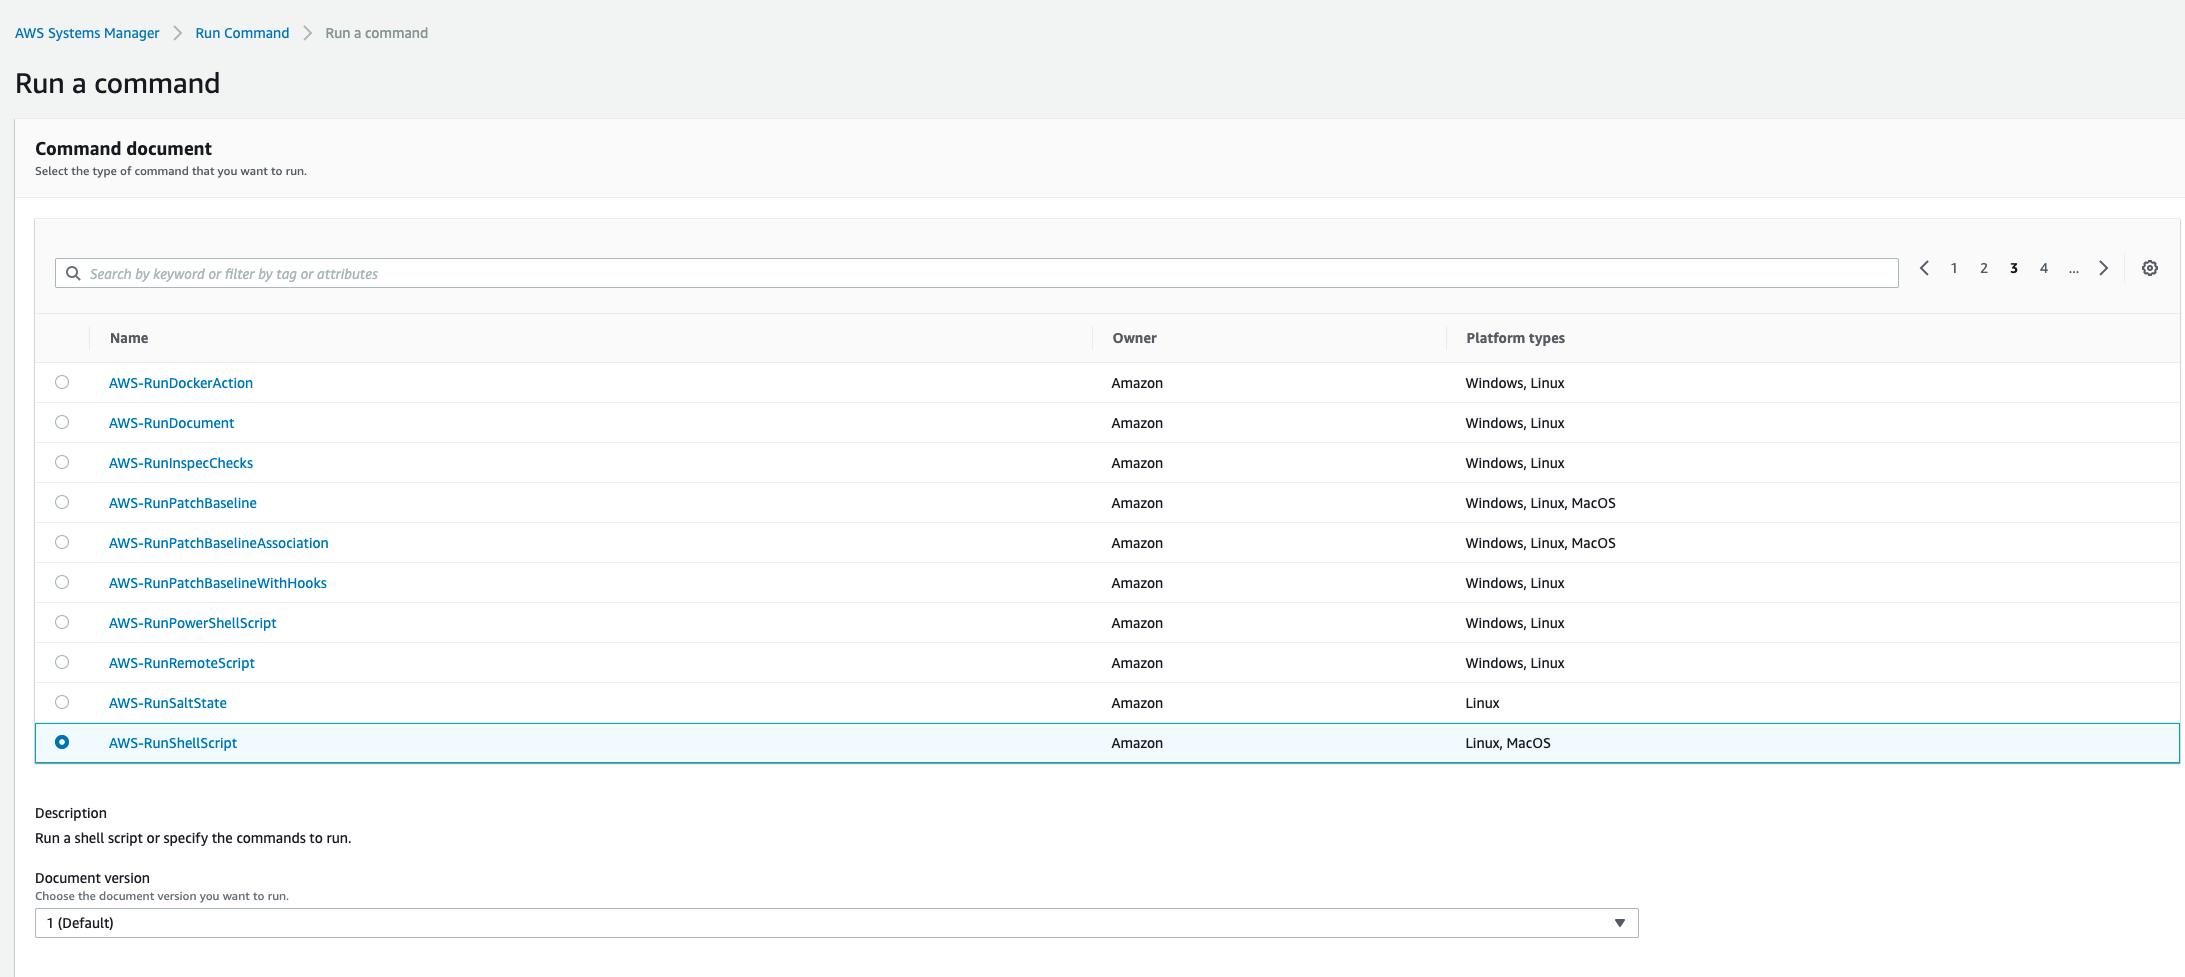 AWS Systems Manager > Run Command > Run a command
Run a command
Command document
Select the type of command that you want to run.
Search by keyword or filter by tag or attributes
1 2 3 4 ...
Name Owner Platform types
AWS-RunDockerAction Amazon Windows, Linux
AWS-RunDocument Amazon Windows, Linux
AWS-RunInspecChecks Amazon Windows, Linux
AWS-RunPatchBaseline Amazon Windows, Linux, MacOS
AWS-RunPatchBaselineAssociation Amazon Windows, Linux, MacOS
AWS-RunPatchBaselineWithHooks Amazon Windows, Linux
AWS-RunPowerShellScript Amazon Windows, Linux
AWS-RunRemoteScript Amazon Windows, Linux
AWS-RunSaltState Amazon Linux
AWS-RunShellScript Amazon Linux, MacOS
Description
Run a shell script or specify the commands to run.
Document version
Choose the document version you want to run.
1 (Default)